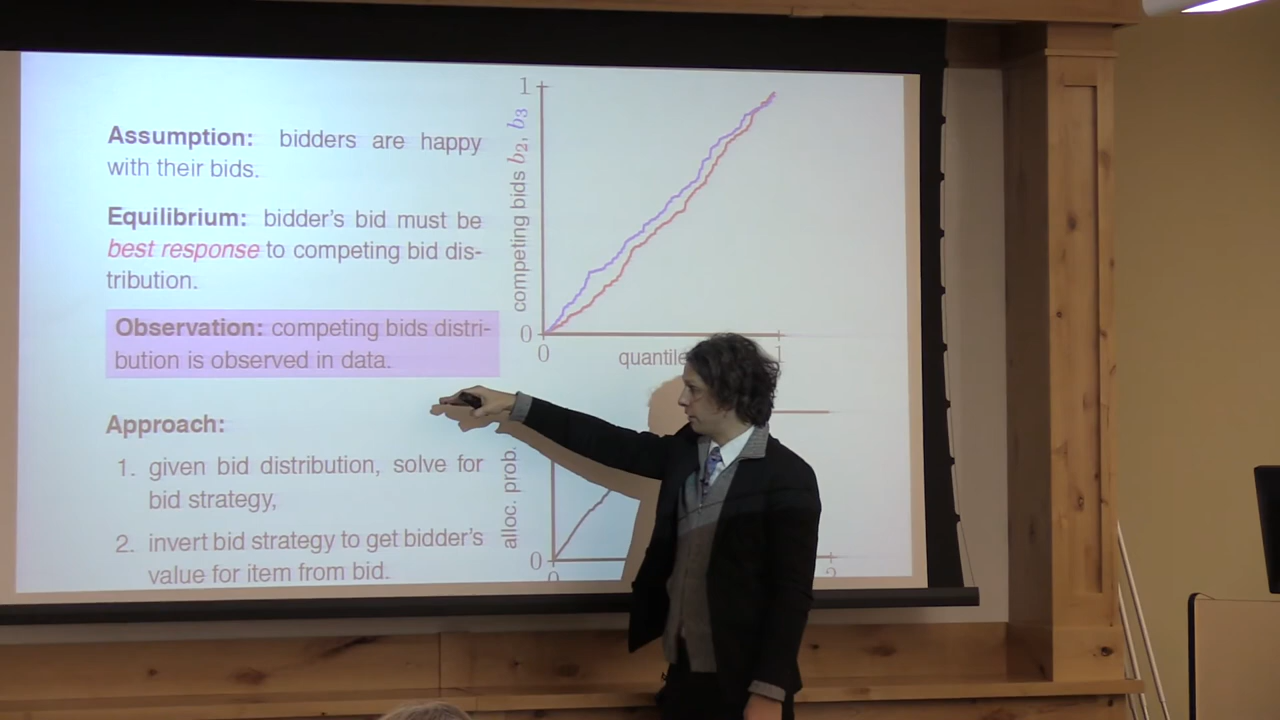 Assumption: bidders are happy
with their bids.
Equilibrium: bidder's bid must be
best response to competing bid dis-
tribution.
Observation: competing bids distri-
bution is observed in data.
Approach:
1. given bid distribution, solve for
bid strategy,
2. invert bid strategy to get bidder's
value for item from bid.
competing bids b₂, b₃
1
0
0
quantile
1
alloc. prob.
0
0
2